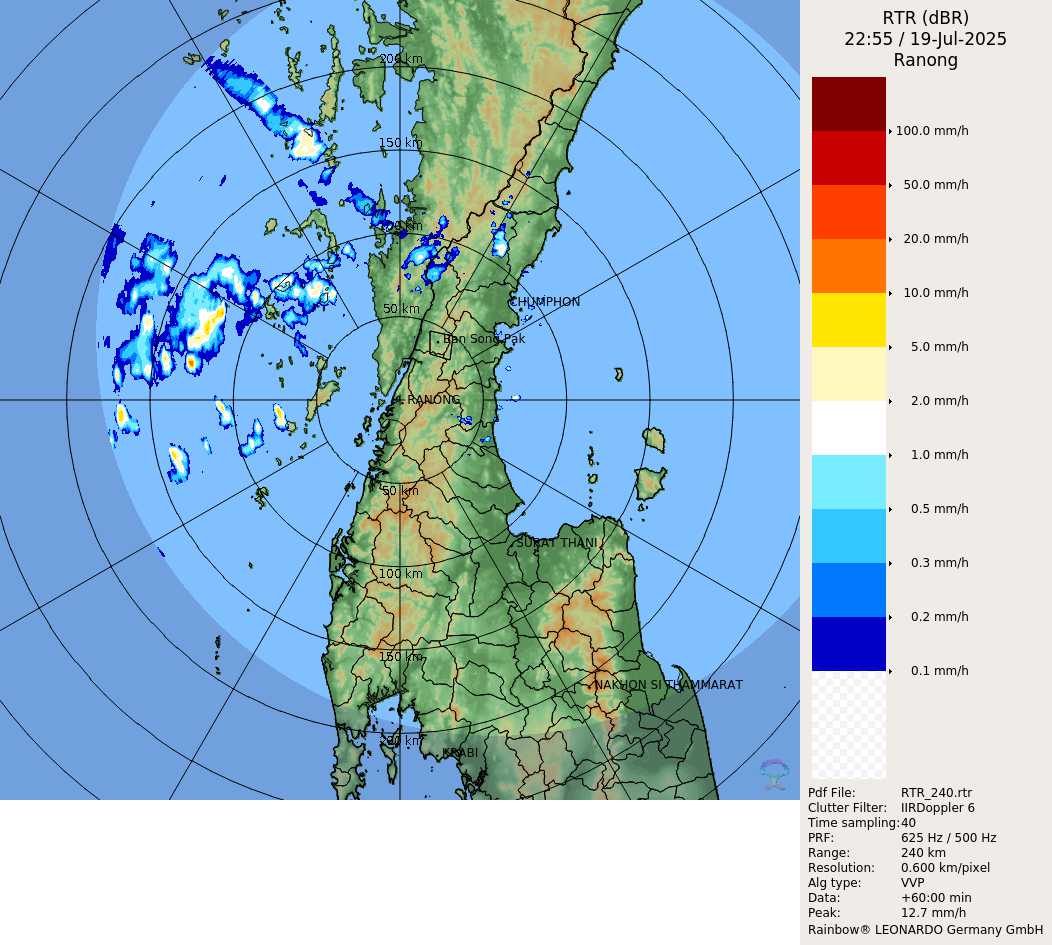 RTR (dBR)
22:55 / 19-Jul-2025
Ranong
200 km
150 km
100 km
50 km
CHUMPHON
Ban Song Pak
RANONG
50 km
SURAT THANI
100 km
150 km
NAKHON SI THAMMARAT
200 km
KRABI
100.0 mm/h
50.0 mm/h
20.0 mm/h
10.0 mm/h
5.0 mm/h
2.0 mm/h
1.0 mm/h
0.5 mm/h
0.3 mm/h
0.2 mm/h
0.1 mm/h
Pdf File: RTR_240.rtr
Clutter Filter: IIRDoppler 6
Time sampling: 40
PRF: 625 Hz / 500 Hz
Range: 240 km
Resolution: 0.600 km/pixel
Alg type: VVP
Data: +60:00 min
Peak: 12.7 mm/h
Rainbow® LEONARDO Germany GmbH